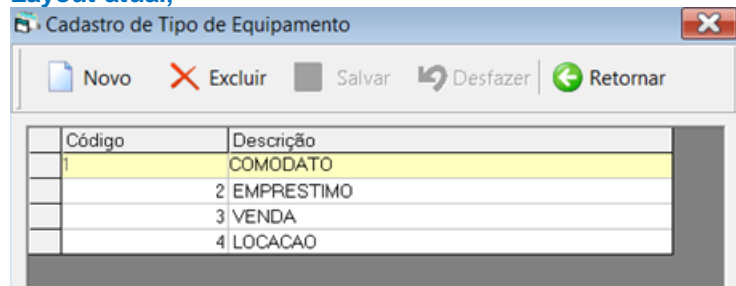 Layout atual;
Cadastro de Tipo de Equipamento
Novo Excluir Salvar Desfazer Retornar
Código Descrição
1 COMODATO
2 EMPRESTIMO
3 VENDA
4 LOCACAO